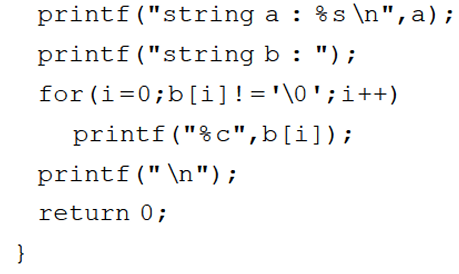 printf("string a : %s\n",a);
printf("string b : ");
for(i=0;b[i]!='\0';i++)
printf("%c",b[i]);
printf("\n");
return 0;
}